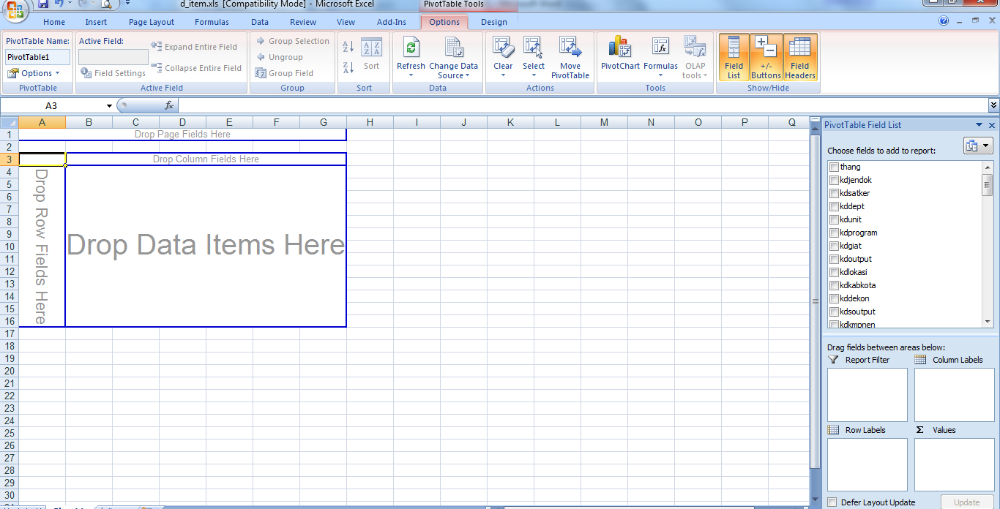 d_item.xls [Compatibility Mode] - Microsoft Excel
PivotTable Tools
Home Insert Page Layout Formulas Data Review View Add-Ins Options Design
PivotTable Name:
PivotTable1
Options
PivotTable
Active Field:
Field Settings
Expand Entire Field
Collapse Entire Field
Active Field
Group Selection
Ungroup
Group Field
Group
Sort
Sort
Refresh
Change Data Source
Data
Clear
Select
Move PivotTable
Actions
PivotChart
Formulas
OLAP tools
Tools
Field List
+/- Buttons
Field Headers
Show/Hide
A3
fx
A B C D E F G H I J K L M N O P Q
1 Drop Page Fields Here
2
3 Drop Column Fields Here
4
5
6
7
8
9
10
11
12
13
14
15
16
17
18
19
20
21
22
23
24
25
26
27
28
29
30
Drop Row Fields Here
Drop Data Items Here
PivotTable Field List
Choose fields to add to report:
thang
kdjendok
kdsatker
kddept
kdunit
kdprogram
kdgiat
kdoutput
kdlokasi
kdkabkota
kddekon
kdsoutput
kdkmpnen
Drag fields between areas below:
Report Filter
Column Labels
Row Labels
Σ Values
Defer Layout Update
Update